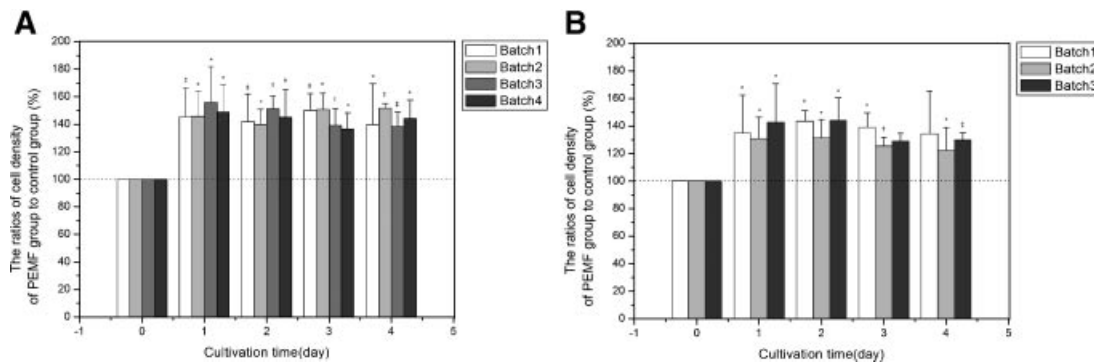 A
The ratios of cell density
of PEMF group to control group (%)
200
180
160
140
120
100
80
60
40
20
0
Batch1
Batch2
Batch3
Batch4
-1 0 1 2 3 4 5
Cultivation time(day)
B
The ratios of cell density
of PEMF group to control group (%)
200
180
160
140
120
100
80
60
40
20
0
Batch1
Batch2
Batch3
-1 0 1 2 3 4 5
Cultivation time(day)